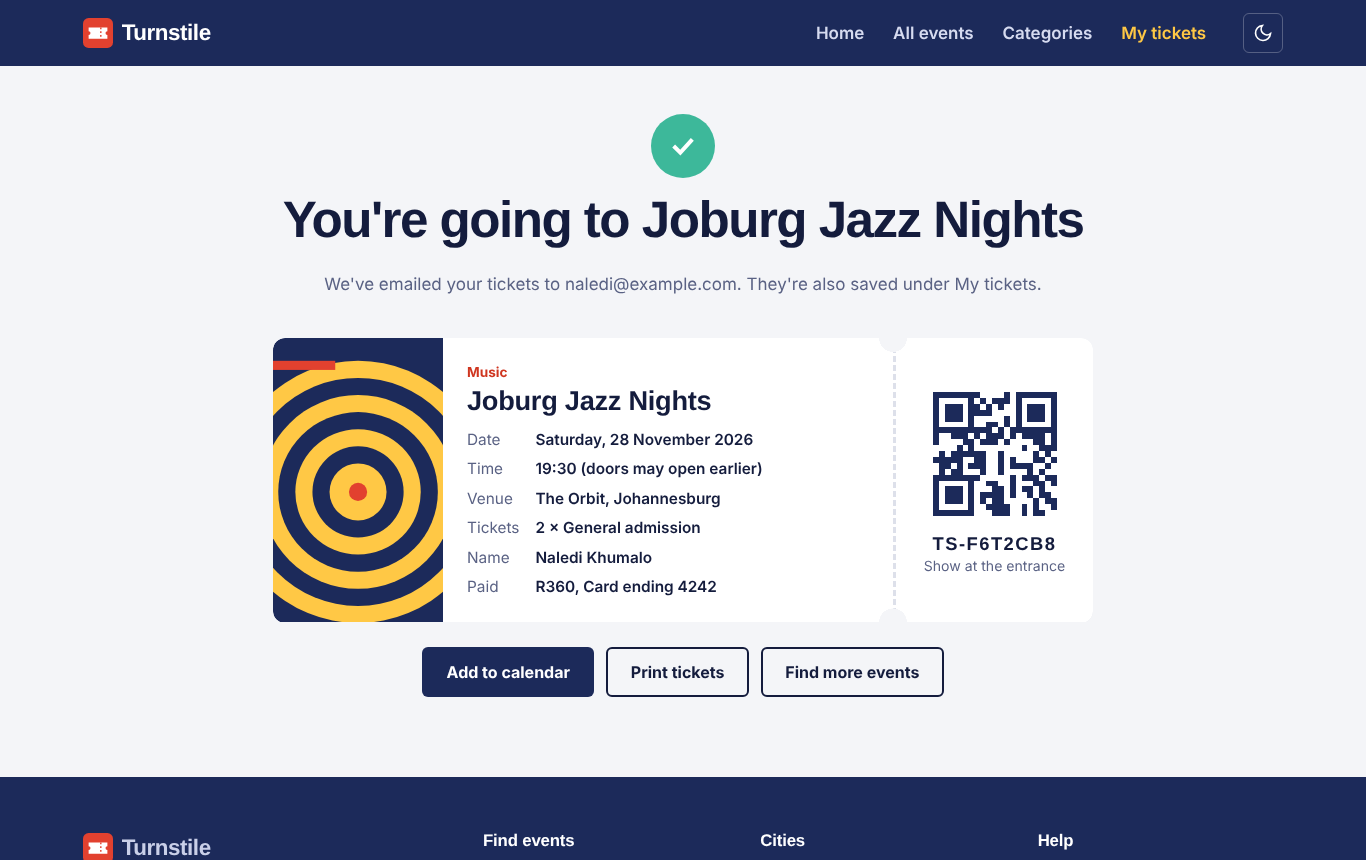 Turnstile
Home
All events
Categories
My tickets
You're going to Joburg Jazz Nights
We've emailed your tickets to naledi@example.com. They're also saved under My tickets.
Music
Joburg Jazz Nights
Date Saturday, 28 November 2026
Time 19:30 (doors may open earlier)
Venue The Orbit, Johannesburg
Tickets 2 × General admission
Name Naledi Khumalo
Paid R360, Card ending 4242
TS-F6T2CB8
Show at the entrance
Add to calendar
Print tickets
Find more events
Turnstile
Find events
Cities
Help